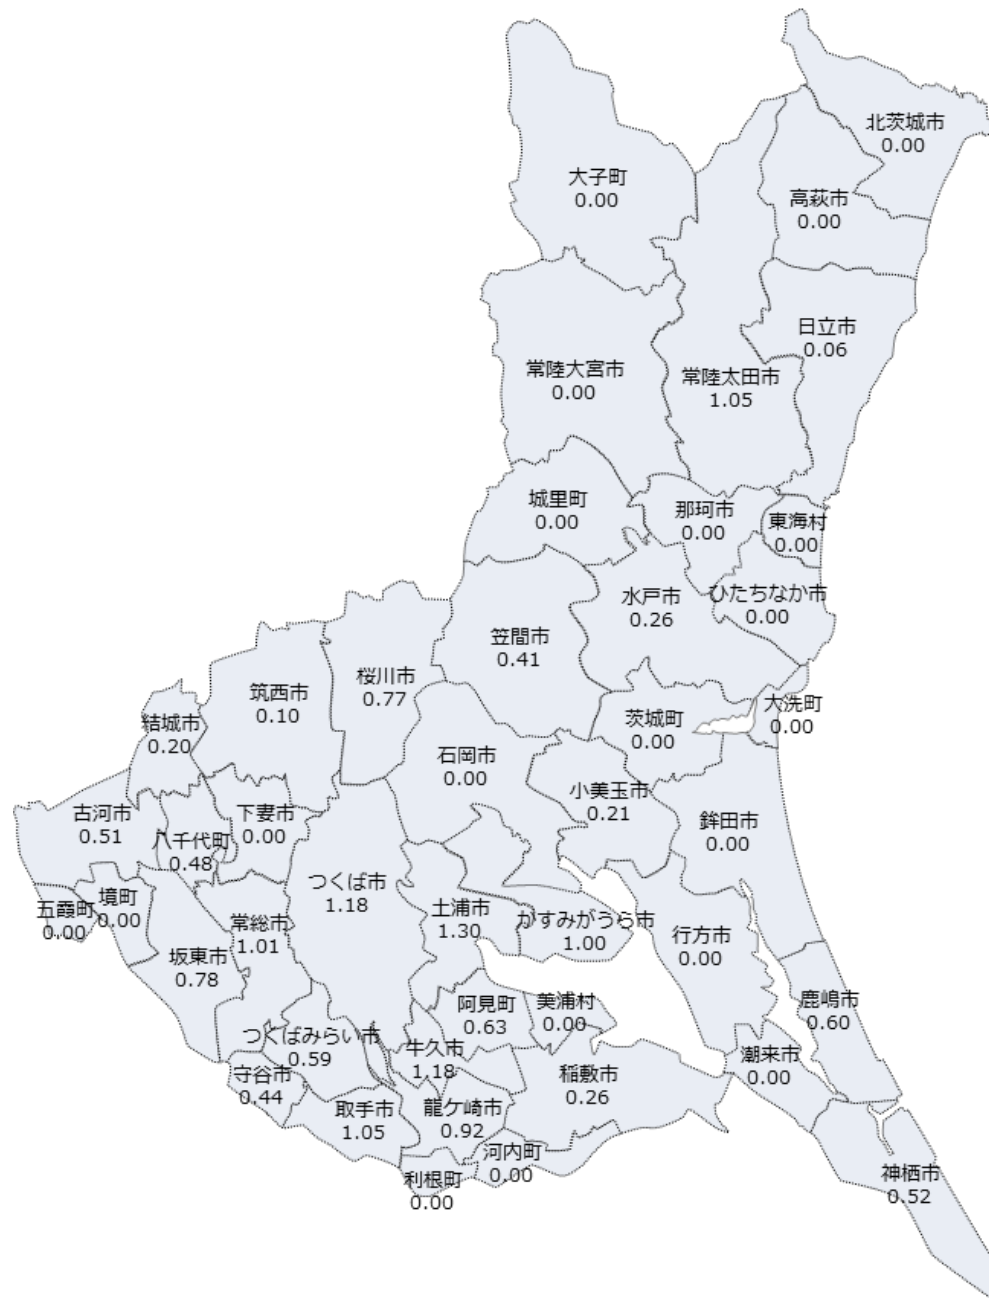 北茨城市
0.00
大子町
0.00
高萩市
0.00
日立市
0.06
常陸大宮市
0.00
常陸太田市
1.05
城里町
0.00
那珂市
0.00
東海村
0.00
水戸市
0.26
ひたちなか市
0.00
笠間市
0.41
桜川市
0.77
筑西市
0.10
結城市
0.20
茨城町
0.00
大洗町
0.00
石岡市
0.00
小美玉市
0.21
鉾田市
0.00
古河市
0.51
八千代町
0.48
下妻市
0.00
つくば市
1.18
土浦市
1.30
かすみがうら市
1.00
五霞町
0.00
境町
0.00
常総市
1.01
坂東市
0.78
行方市
0.00
鹿嶋市
0.60
阿見町
0.63
美浦村
0.00
つくばみらい市
0.59
牛久市
1.18
守谷市
0.44
稲敷市
0.26
潮来市
0.00
取手市
1.05
龍ケ崎市
0.92
河内町
0.00
利根町
0.00
神栖市
0.52